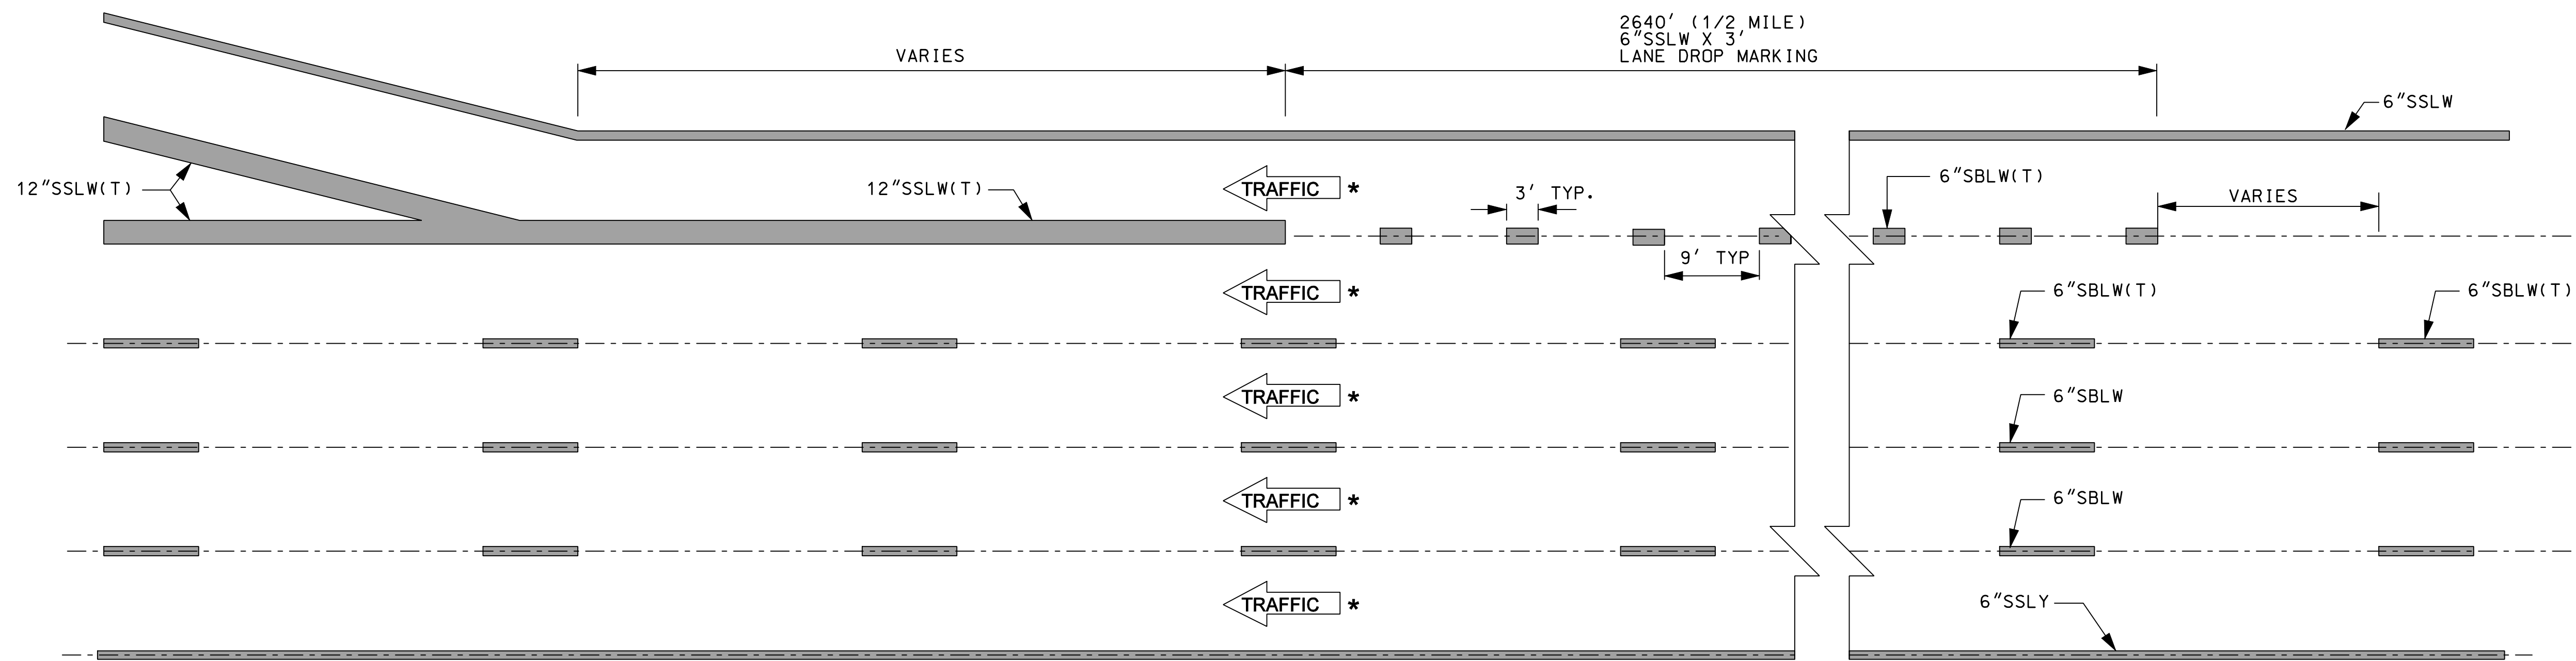 2640' (1/2 MILE)
6"SSLW X 3'
LANE DROP MARKING
VARIES
6"SSLW
12"SSLW(T)
12"SSLW(T)
TRAFFIC *
3' TYP.
6"SBLW(T)
VARIES
9' TYP
TRAFFIC *
6"SBLW(T)
6"SBLW(T)
TRAFFIC *
6"SBLW
TRAFFIC *
6"SBLW
TRAFFIC *
6"SSLY